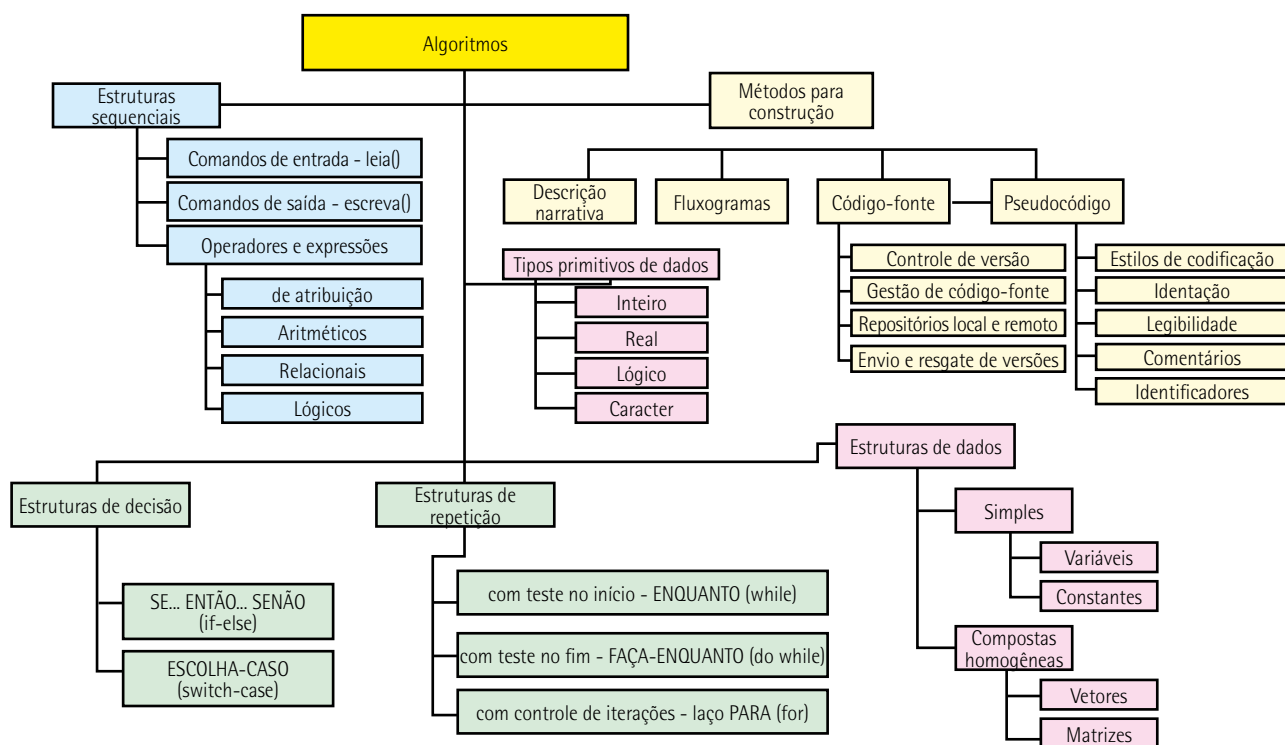 Algoritmos
Estruturas
sequenciais
Métodos para
construção
Comandos de entrada - leia()
Comandos de saída - escreva()
Operadores e expressões
de atribuição
Aritméticos
Relacionais
Lógicos
Descrição
narrativa
Fluxogramas
Código-fonte
Pseudocódigo
Controle de versão
Gestão de código-fonte
Repositórios local e remoto
Envio e resgate de versões
Estilos de codificação
Identação
Legibilidade
Comentários
Identificadores
Tipos primitivos de dados
Inteiro
Real
Lógico
Caracter
Estruturas de decisão
SE... ENTÃO... SENÃO
(if-else)
ESCOLHA-CASO
(switch-case)
Estruturas de
repetição
com teste no início - ENQUANTO (while)
com teste no fim - FAÇA-ENQUANTO (do while)
com controle de iterações - laço PARA (for)
Estruturas de dados
Simples
Variáveis
Constantes
Compostas
homogêneas
Vetores
Matrizes